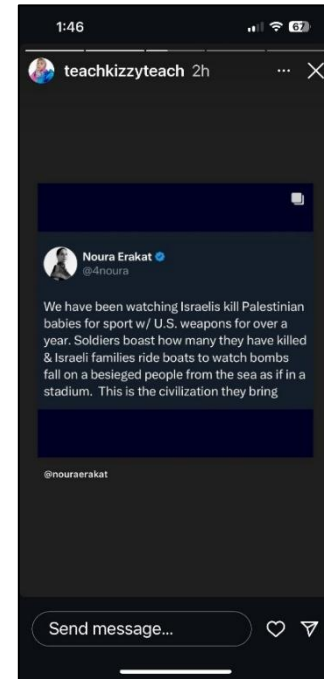 1:46
67
teachkizzyteach 2h
Noura Erakat
@4noura
We have been watching Israelis kill Palestinian
babies for sport w/ U.S. weapons for over a
year. Soldiers boast how many they have killed
& Israeli families ride boats to watch bombs
fall on a besieged people from the sea as if in a
stadium. This is the civilization they bring
@nouraerakat
Send message...